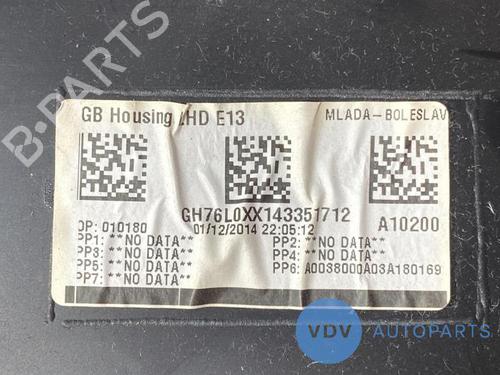 B-PARTS
GB Housing LHD E13
MLADA-BOLESLAV
GH76L0XX143351712
OP: 010180
01/12/2014 22:05:12
A10200
PP1: **NO DATA**
PP2: **NO DATA**
PP3: **NO DATA**
PP4: **NO DATA**
PP5: **NO DATA**
PP6: A0038000A03A180169
PP7: **NO DATA**
VDV AUTOPARTS